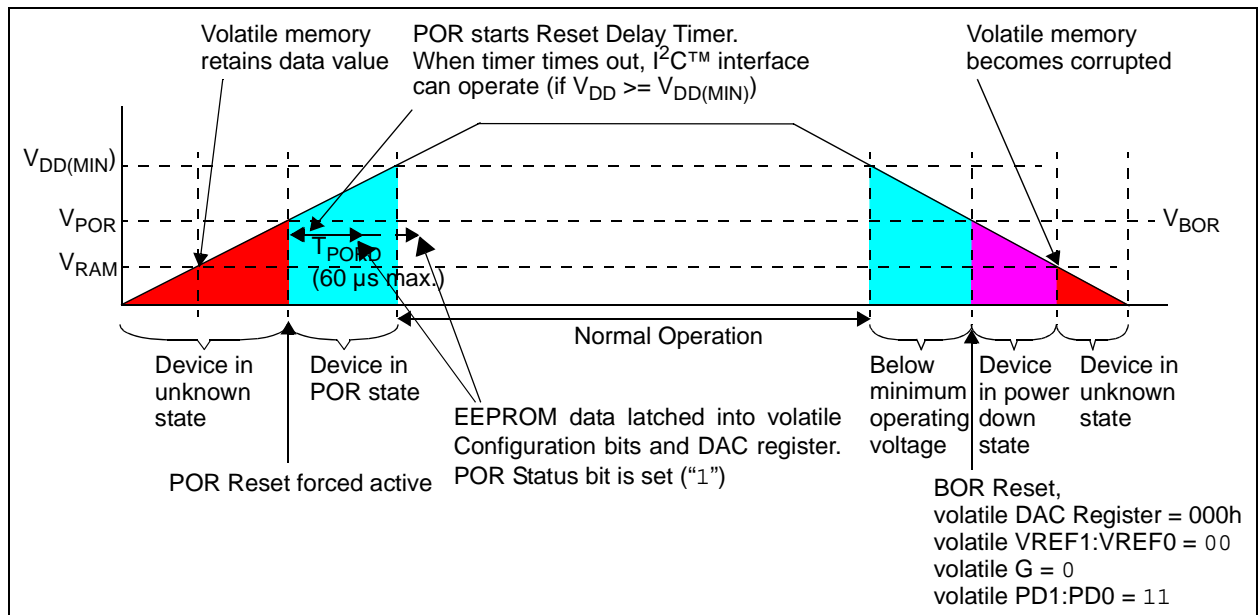 Volatile memory
retains data value
POR starts Reset Delay Timer.
When timer times out, I²C™ interface
can operate (if VDD >= VDD(MIN))
Volatile memory
becomes corrupted
VDD(MIN)
VPOR
VBOR
VRAM
TPORD
(60 µs max.)
Normal Operation
Device in
unknown
state
Device in
POR state
Below
minimum
operating
voltage
Device
in power
down
state
Device in
unknown
state
EEPROM data latched into volatile
Configuration bits and DAC register.
POR Status bit is set (“1”)
POR Reset forced active
BOR Reset,
volatile DAC Register = 000h
volatile VREF1:VREF0 = 00
volatile G = 0
volatile PD1:PD0 = 11